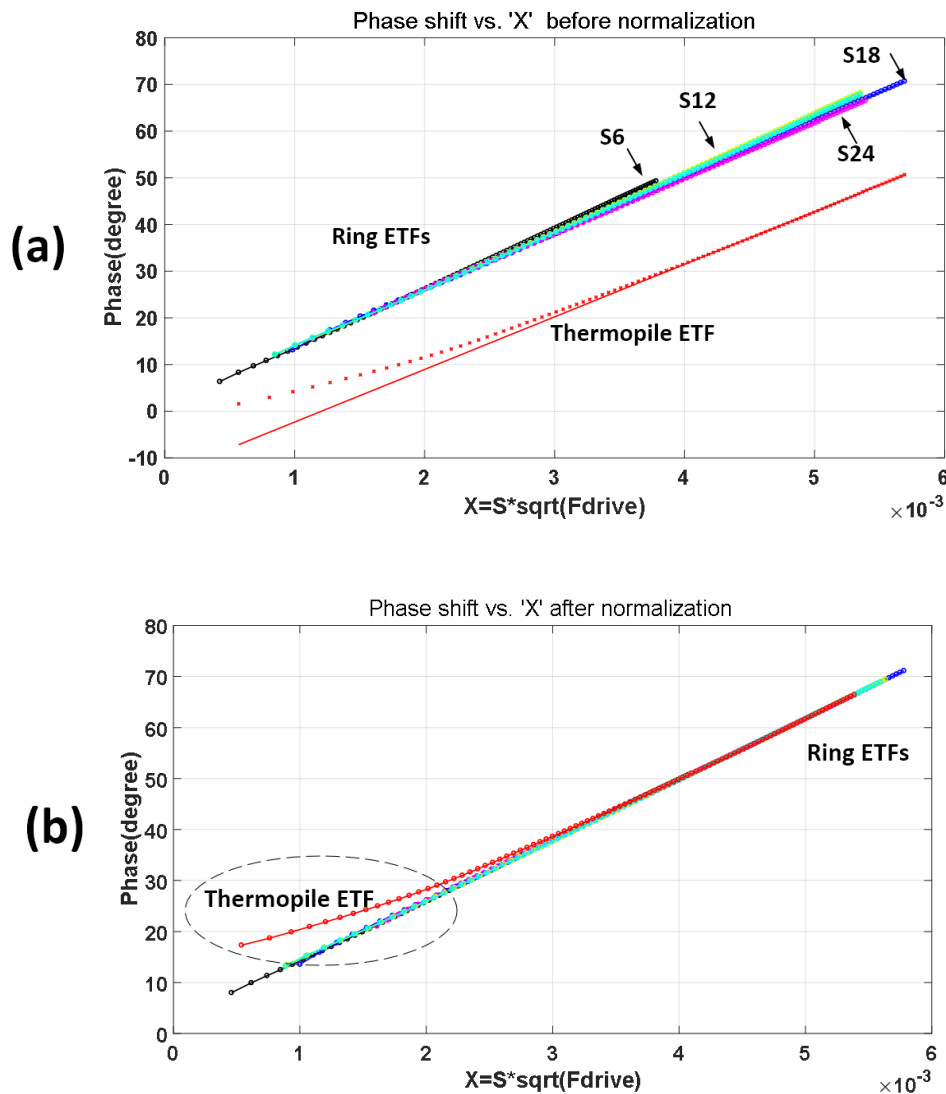 Phase shift vs. 'X'  before normalization
80
70
60
50
40
30
20
10
0
-10
Phase(degree)
(a)
S18
S12
S6
S24
Ring ETFs
Thermopile ETF
0 1 2 3 4 5 6
X=S*sqrt(Fdrive)
×10-3
Phase shift vs. 'X' after normalization
80
70
60
50
40
30
20
10
0
Phase(degree)
(b)
Ring ETFs
Thermopile ETF
0 1 2 3 4 5 6
X=S*sqrt(Fdrive)
×10-3